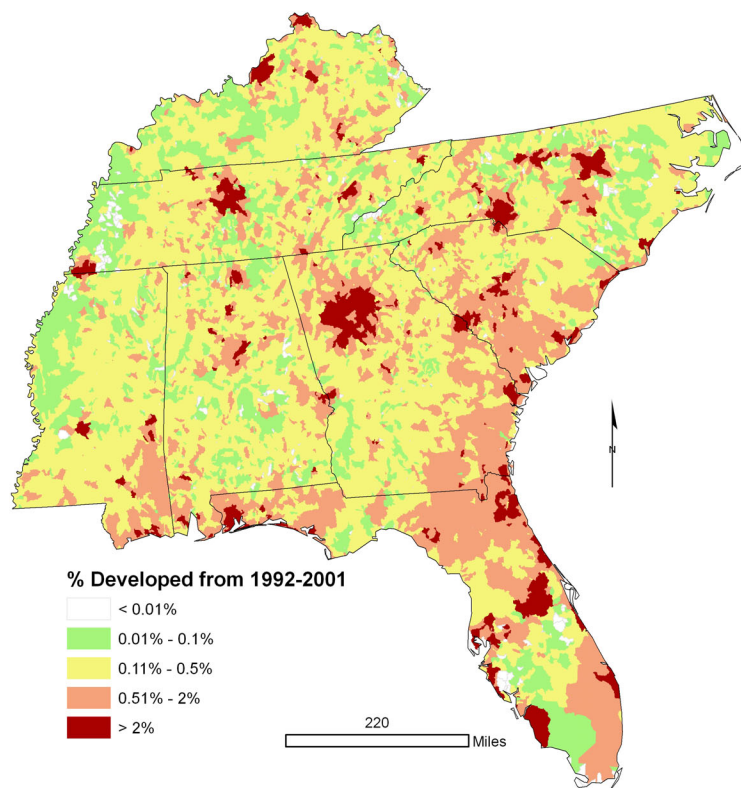 N
% Developed from 1992-2001
< 0.01%
0.01% - 0.1%
0.11% - 0.5%
0.51% - 2%
> 2%
220
Miles